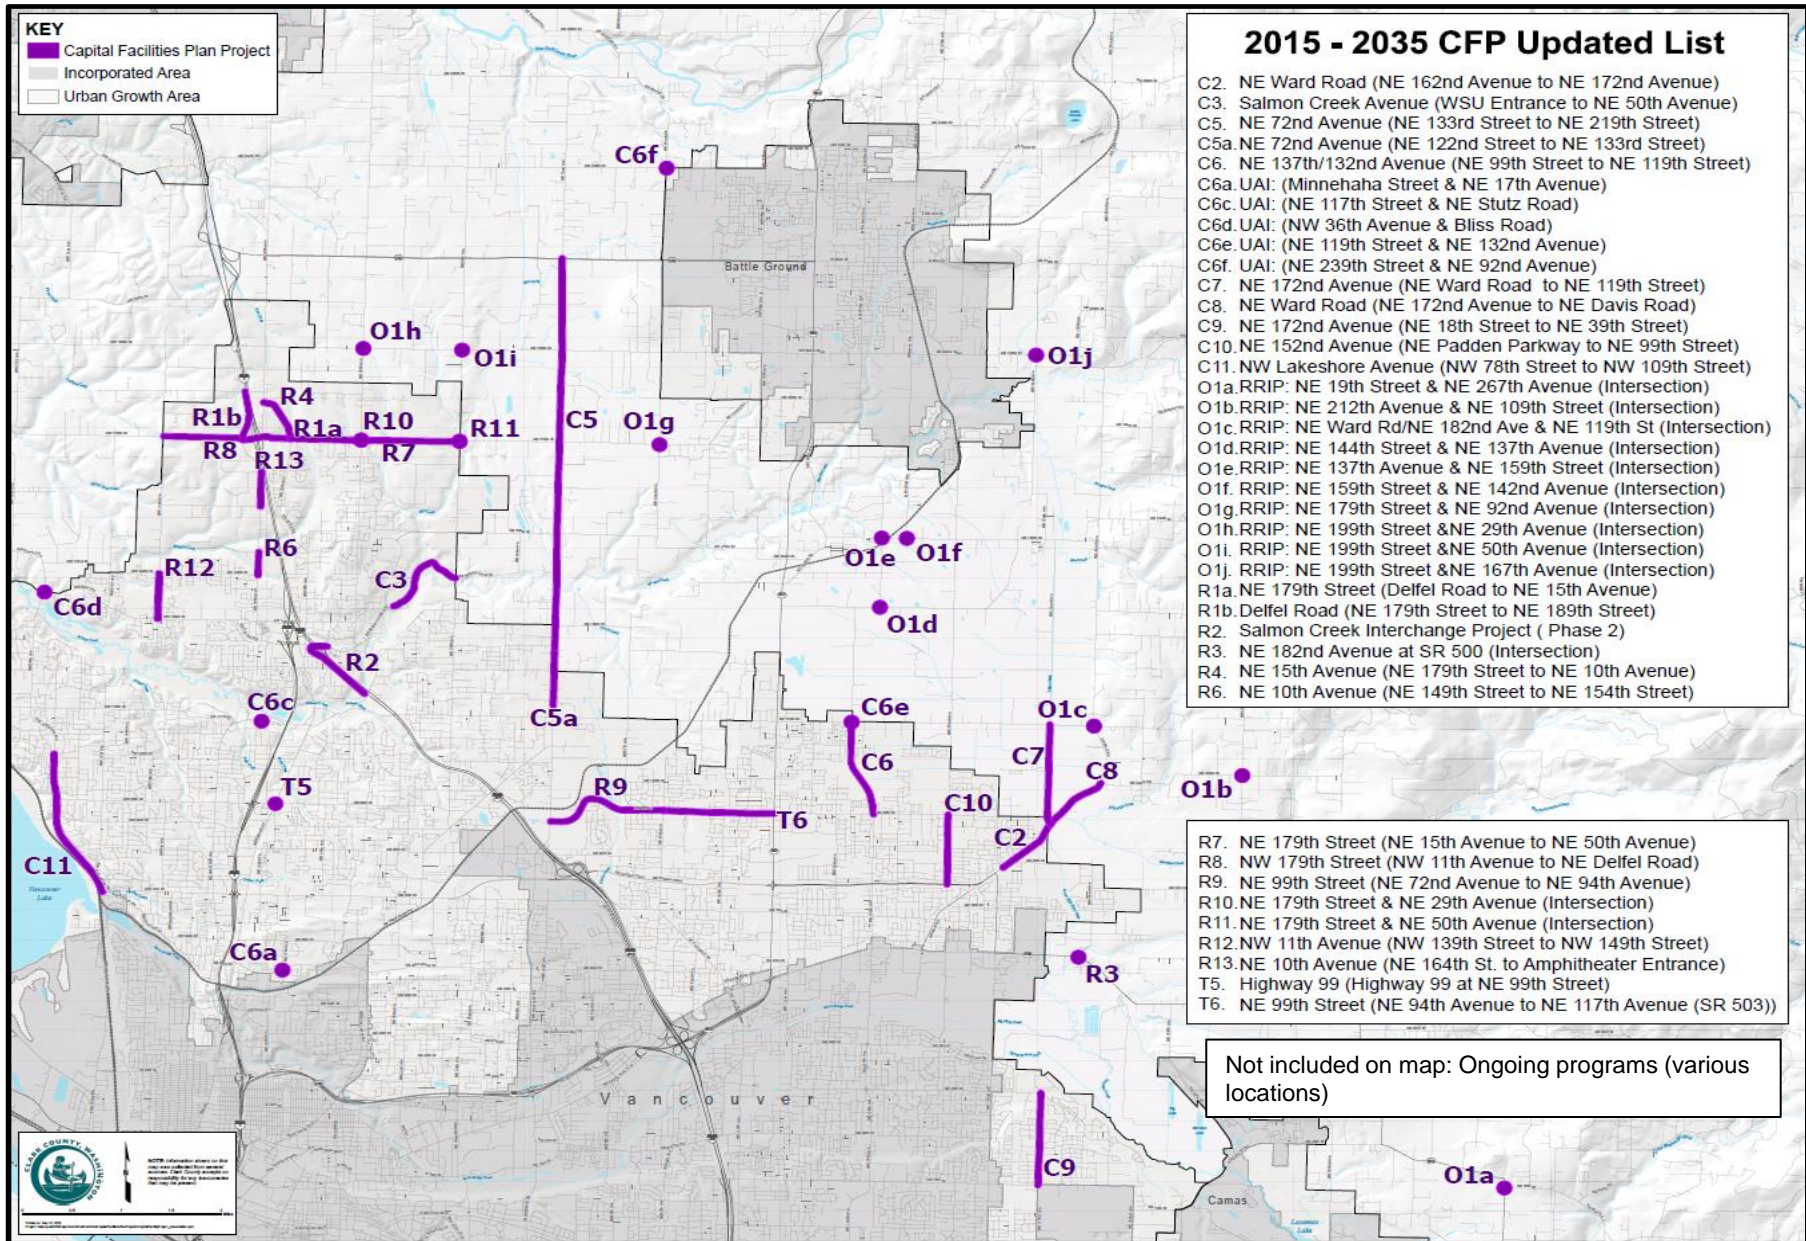 KEY
Capital Facilities Plan Project
Incorporated Area
Urban Growth Area
2015 - 2035 CFP Updated List
C2. NE Ward Road (NE 162nd Avenue to NE 172nd Avenue)
C3. Salmon Creek Avenue (WSU Entrance to NE 50th Avenue)
C5. NE 72nd Avenue (NE 133rd Street to NE 219th Street)
C5a. NE 72nd Avenue (NE 122nd Street to NE 133rd Street)
C6. NE 137th/132nd Avenue (NE 99th Street to NE 119th Street)
C6a. UAI: (Minnehaha Street & NE 17th Avenue)
C6c. UAI: (NE 117th Street & NE Stutz Road)
C6d. UAI: (NW 36th Avenue & Bliss Road)
C6e. UAI: (NE 119th Street & NE 132nd Avenue)
C6f. UAI: (NE 239th Street & NE 92nd Avenue)
C7. NE 172nd Avenue (NE Ward Road to NE 119th Street)
C8. NE Ward Road (NE 172nd Avenue to NE Davis Road)
C9. NE 172nd Avenue (NE 18th Street to NE 39th Street)
C10. NE 152nd Avenue (NE Padden Parkway to NE 99th Street)
C11. NW Lakeshore Avenue (NW 78th Street to NW 109th Street)
O1a. RRIP: NE 19th Street & NE 267th Avenue (Intersection)
O1b. RRIP: NE 212th Avenue & NE 109th Street (Intersection)
O1c. RRIP: NE Ward Rd/NE 182nd Ave & NE 119th St (Intersection)
O1d. RRIP: NE 144th Street & NE 137th Avenue (Intersection)
O1e. RRIP: NE 137th Avenue & NE 159th Street (Intersection)
O1f. RRIP: NE 159th Street & NE 142nd Avenue (Intersection)
O1g. RRIP: NE 179th Street & NE 92nd Avenue (Intersection)
O1h. RRIP: NE 199th Street &NE 29th Avenue (Intersection)
O1i. RRIP: NE 199th Street &NE 50th Avenue (Intersection)
O1j. RRIP: NE 199th Street &NE 167th Avenue (Intersection)
R1a. NE 179th Street (Delfel Road to NE 15th Avenue)
R1b. Delfel Road (NE 179th Street to NE 189th Street)
R2. Salmon Creek Interchange Project ( Phase 2)
R3. NE 182nd Avenue at SR 500 (Intersection)
R4. NE 15th Avenue (NE 179th Street to NE 10th Avenue)
R6. NE 10th Avenue (NE 149th Street to NE 154th Street)
R7. NE 179th Street (NE 15th Avenue to NE 50th Avenue)
R8. NW 179th Street (NW 11th Avenue to NE Delfel Road)
R9. NE 99th Street (NE 72nd Avenue to NE 94th Avenue)
R10. NE 179th Street & NE 29th Avenue (Intersection)
R11. NE 179th Street & NE 50th Avenue (Intersection)
R12. NW 11th Avenue (NW 139th Street to NW 149th Street)
R13. NE 10th Avenue (NE 164th St. to Amphitheater Entrance)
T5. Highway 99 (Highway 99 at NE 99th Street)
T6. NE 99th Street (NE 94th Avenue to NE 117th Avenue (SR 503))
Not included on map: Ongoing programs (various
locations)
C6f
Battle Ground
O1h
O1i
O1j
R4
R1b
R1a
R10
R11
C5
O1g
R8
R7
R13
R6
R12
C3
O1e
O1f
C6d
O1d
R2
C6c
C5a
C6e
O1c
C7
C6
C8
O1b
T5
R9
T6
C10
C2
C11
Vancouver
Lake
C6a
R3
Vancouver
C9
O1a
Camas
Lacamas
Lake
CLARK COUNTY, WASHINGTON